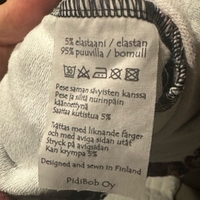 5% elastaani / elastan
95% puuvilla / bomull
Pese saman sävyisten kanssa
Pese ja silitä nurinpäin
käännettynä
Saattaa kutistua 5%
Tvättas med liknande färger
och med aviga sidan utåt
Stryck på avigsidan
Kan krympa 5%
Designed and sewn in Finland
PidiBob Oy